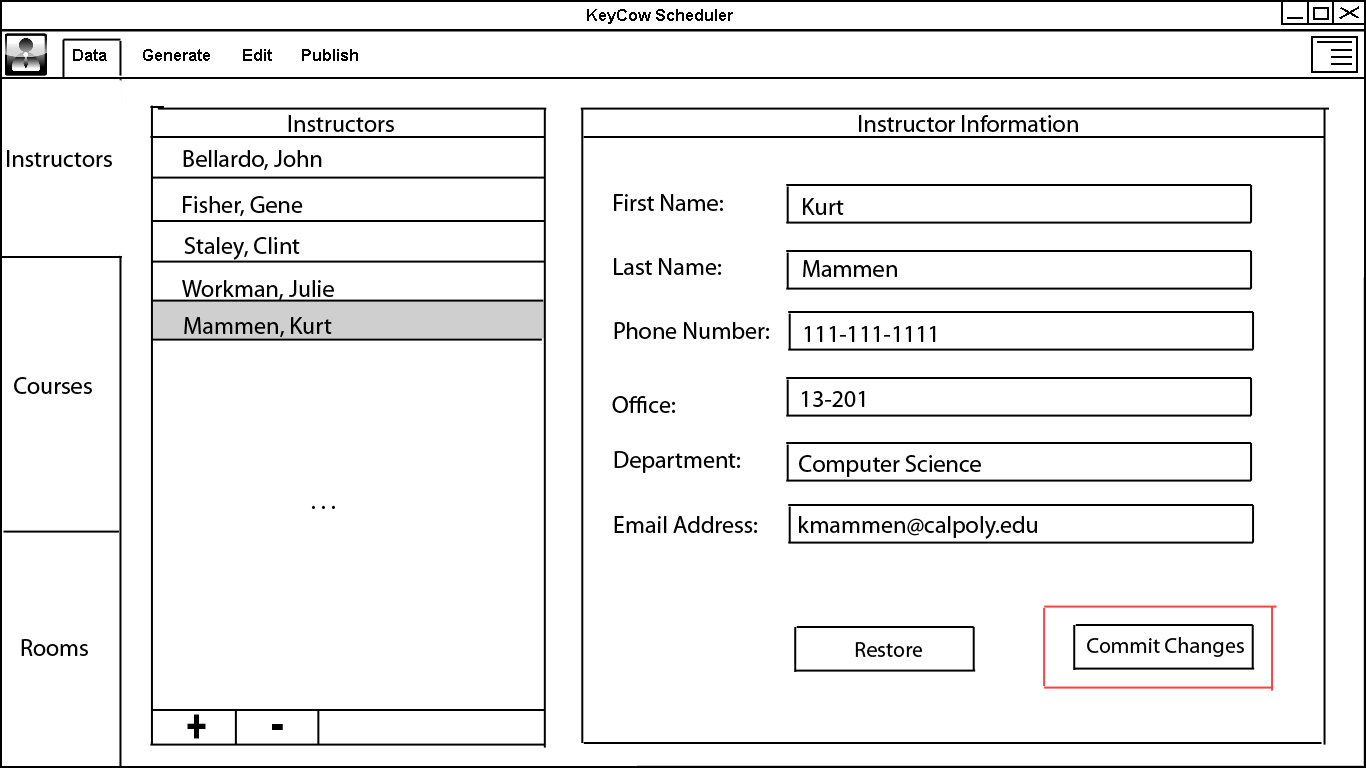 KeyCow Scheduler
Data Generate Edit Publish
Instructors
Courses
Rooms
Instructors
Bellardo, John
Fisher, Gene
Staley, Clint
Workman, Julie
Mammen, Kurt
...
+ -
Instructor Information
First Name: Kurt
Last Name: Mammen
Phone Number: 111-111-1111
Office: 13-201
Department: Computer Science
Email Address: kmammen@calpoly.edu
Restore Commit Changes